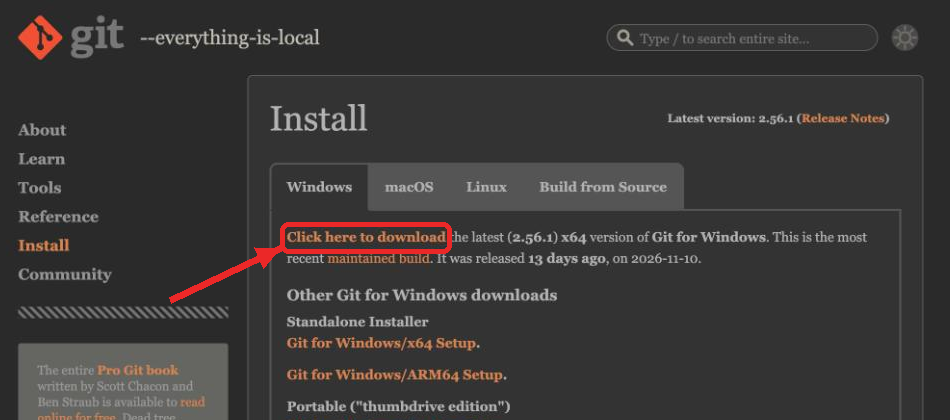 git --everything-is-local
Type / to search entire site...
About
Learn
Tools
Reference
Install
Community
The entire Pro Git book
written by Scott Chacon and
Ben Straub is available to read
online for free. Dead tree
Install
Latest version: 2.56.1 (Release Notes)
Windows macOS Linux Build from Source
Click here to download the latest (2.56.1) x64 version of Git for Windows. This is the most
recent maintained build. It was released 13 days ago, on 2026-11-10.
Other Git for Windows downloads
Standalone Installer
Git for Windows/x64 Setup.
Git for Windows/ARM64 Setup.
Portable ("thumbdrive edition")